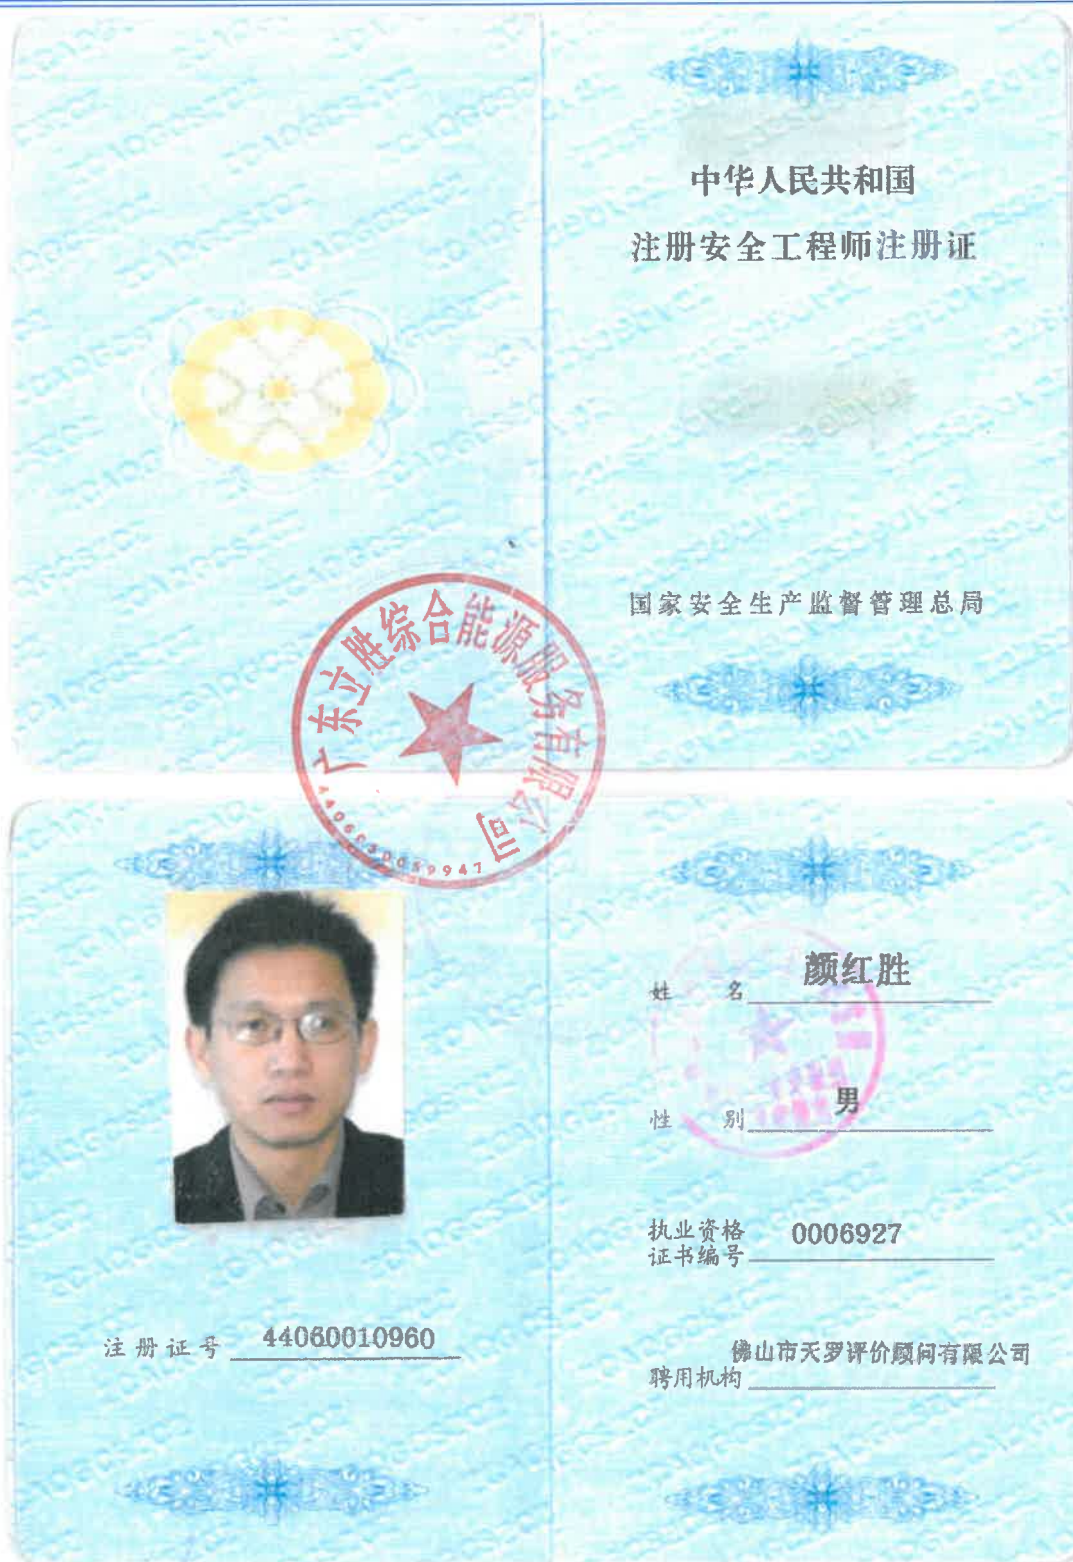 中华人民共和国
注册安全工程师注册证
国家安全生产监督管理总局
广东立胜综合能源服务有限公司
姓 名 颜红胜
性 别 男
执业资格
证书编号 0006927
注册证号 44060010960
佛山市天罗评价顾问有限公司
聘用机构